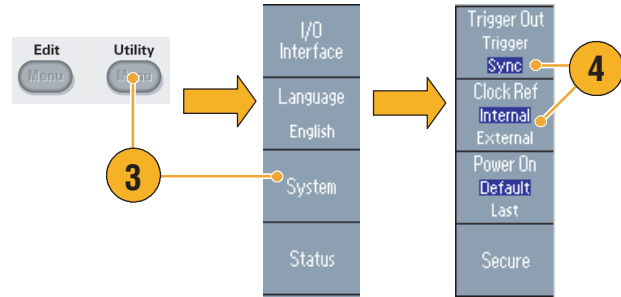 Edit
Utility
Menu
Menu
3
I/O
Interface
Language
English
System
Status
Trigger Out
Trigger
Sync
Clock Ref
Internal
External
Power On
Default
Last
Secure
4